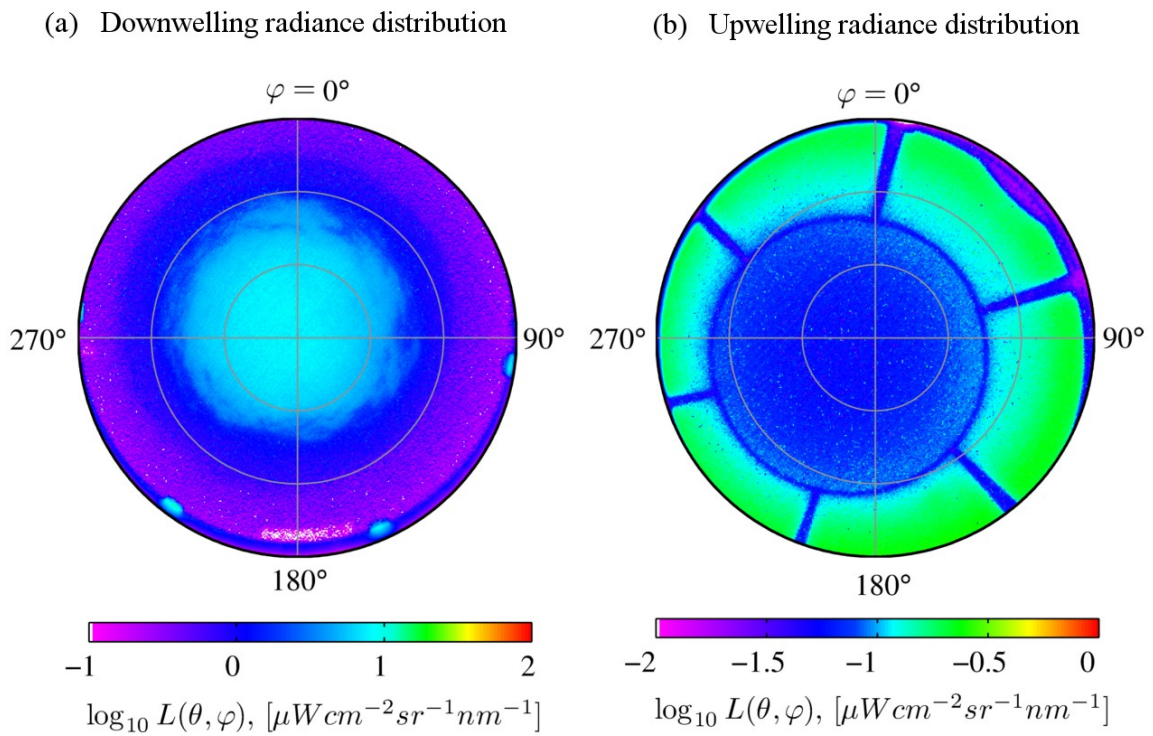 (a) Downwelling radiance distribution
(b) Upwelling radiance distribution
φ = 0°
φ = 0°
270°
90°
270°
90°
180°
180°
−1 0 1 2
−2 −1.5 −1 −0.5 0
log₁₀ L(θ, φ), [μWcm⁻²sr⁻¹nm⁻¹]
log₁₀ L(θ, φ), [μWcm⁻²sr⁻¹nm⁻¹]